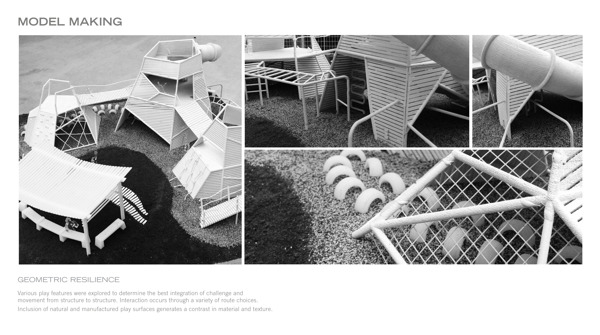 MODEL MAKING
GEOMETRIC RESILIENCE
Various play features were explored to determine the best integration of challenge and
movement from structure to structure. Interaction occurs through a variety of route choices.
Inclusion of natural and manufactured play surfaces generates a contrast in material and texture.